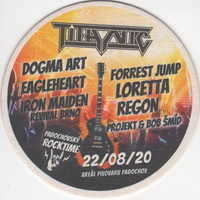 TITANIC
DOGMA ART
EAGLEHEART
IRON MAIDEN
REVIVAL BRNO
FORREST JUMP
LORETTA
REGON
PROJEKT & BOB ŠMÍD
PADOCHOVSKÝ
ROCKTIME
22/08/20
AREÁL PIVOVARU PADOCHOV